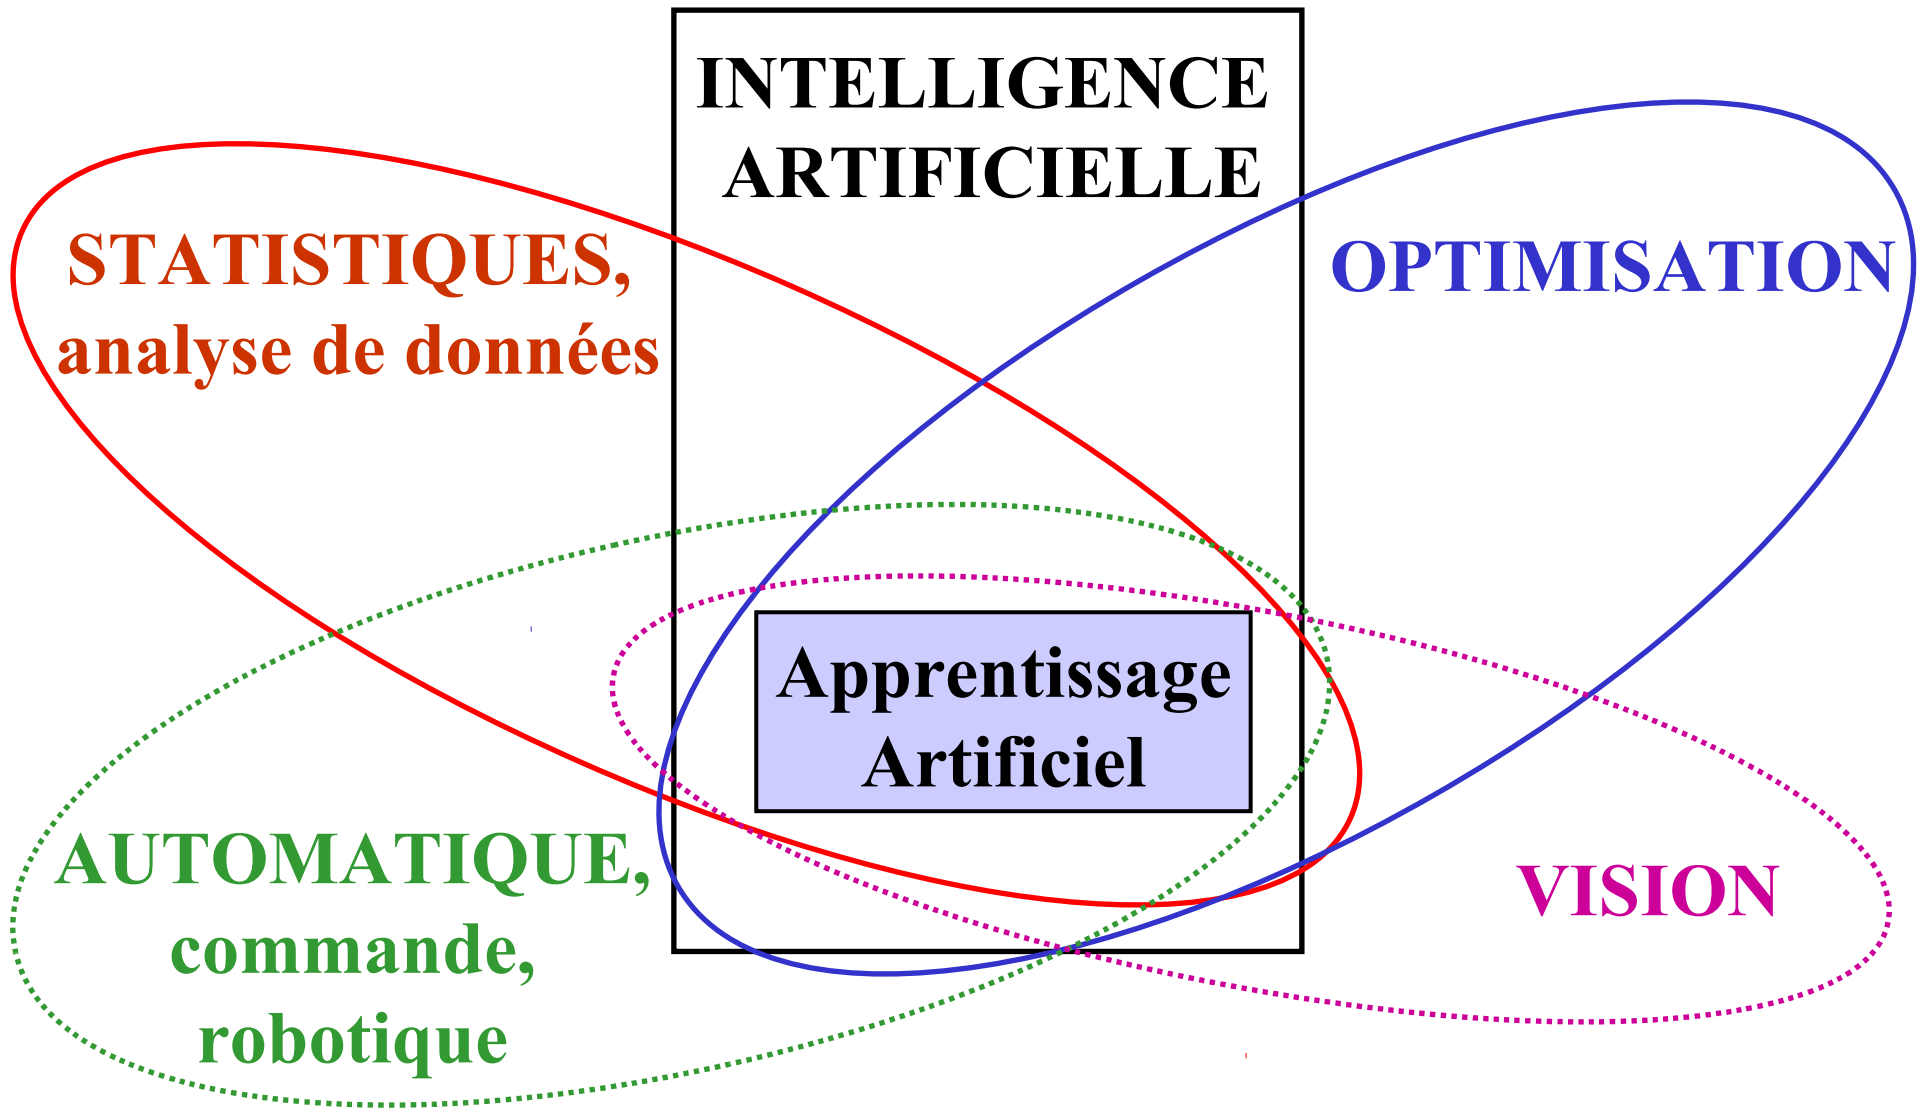 INTELLIGENCE
ARTIFICIELLE
STATISTIQUES,
analyse de données
OPTIMISATION
Apprentissage
Artificiel
AUTOMATIQUE,
commande,
robotique
VISION